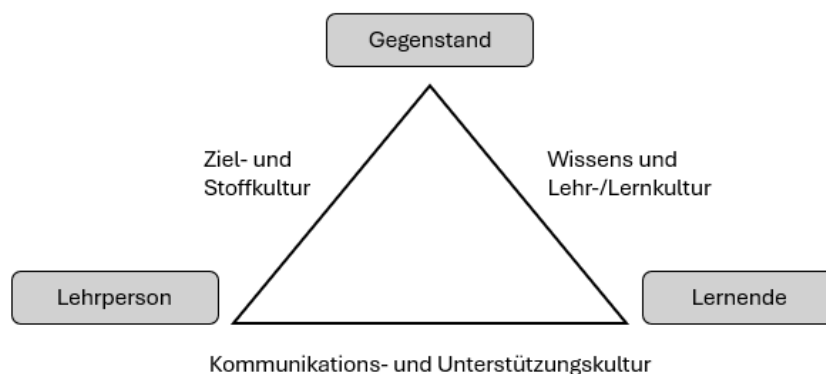 Gegenstand
Ziel- und
Stoffkultur
Wissens und
Lehr-/Lernkultur
Lehrperson
Lernende
Kommunikations- und Unterstützungskultur